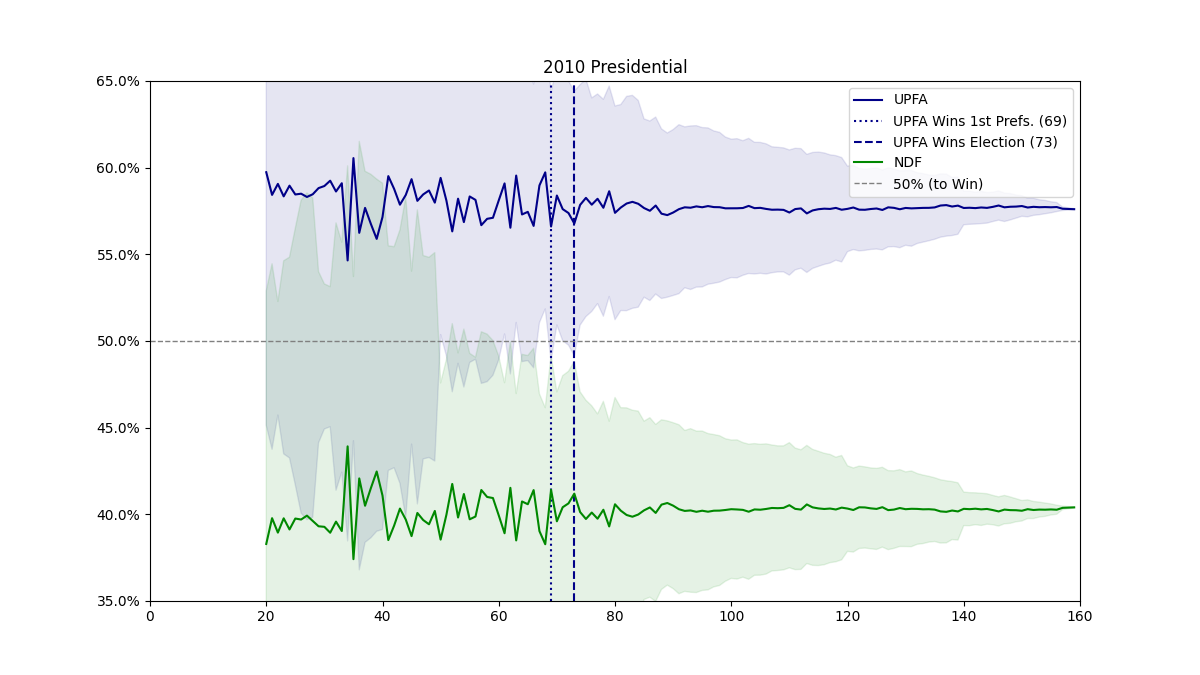 2010 Presidential
65.0%
60.0%
55.0%
50.0%
45.0%
40.0%
35.0%
0 20 40 60 80 100 120 140 160
UPFA
UPFA Wins 1st Prefs. (69)
UPFA Wins Election (73)
NDF
50% (to Win)